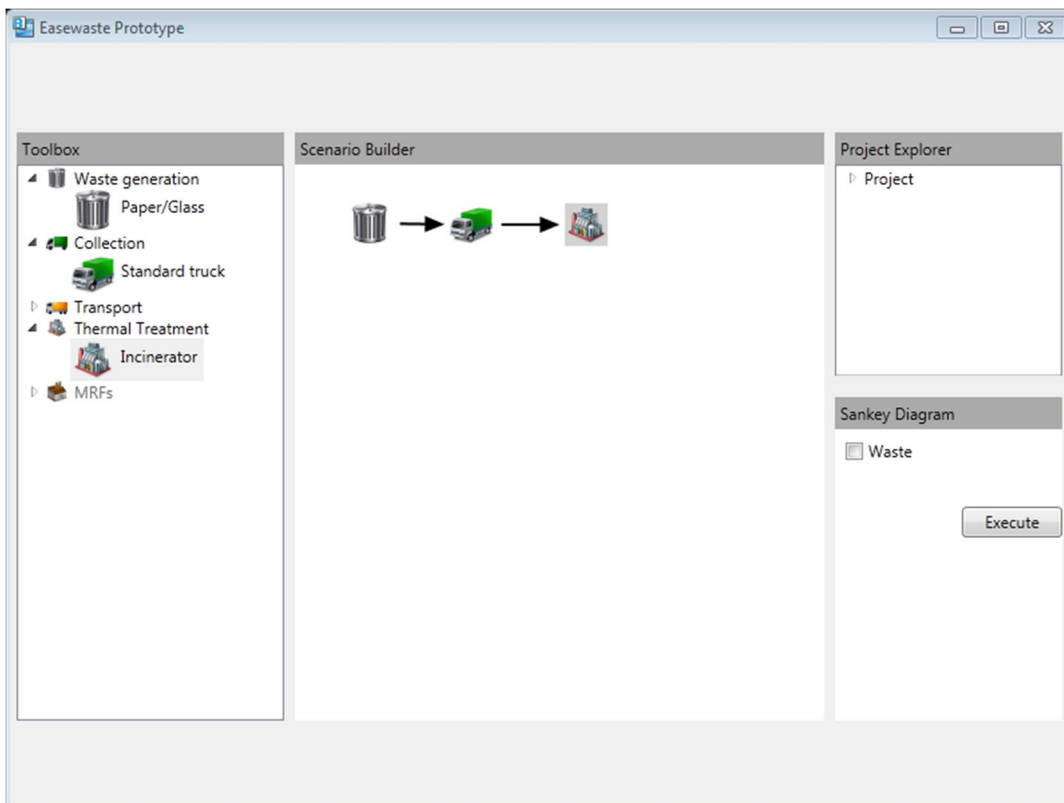 Easewaste Prototype
Toolbox
Waste generation
Paper/Glass
Collection
Standard truck
Transport
Thermal Treatment
Incinerator
MRFs
Scenario Builder
Project Explorer
Project
Sankey Diagram
Waste
Execute